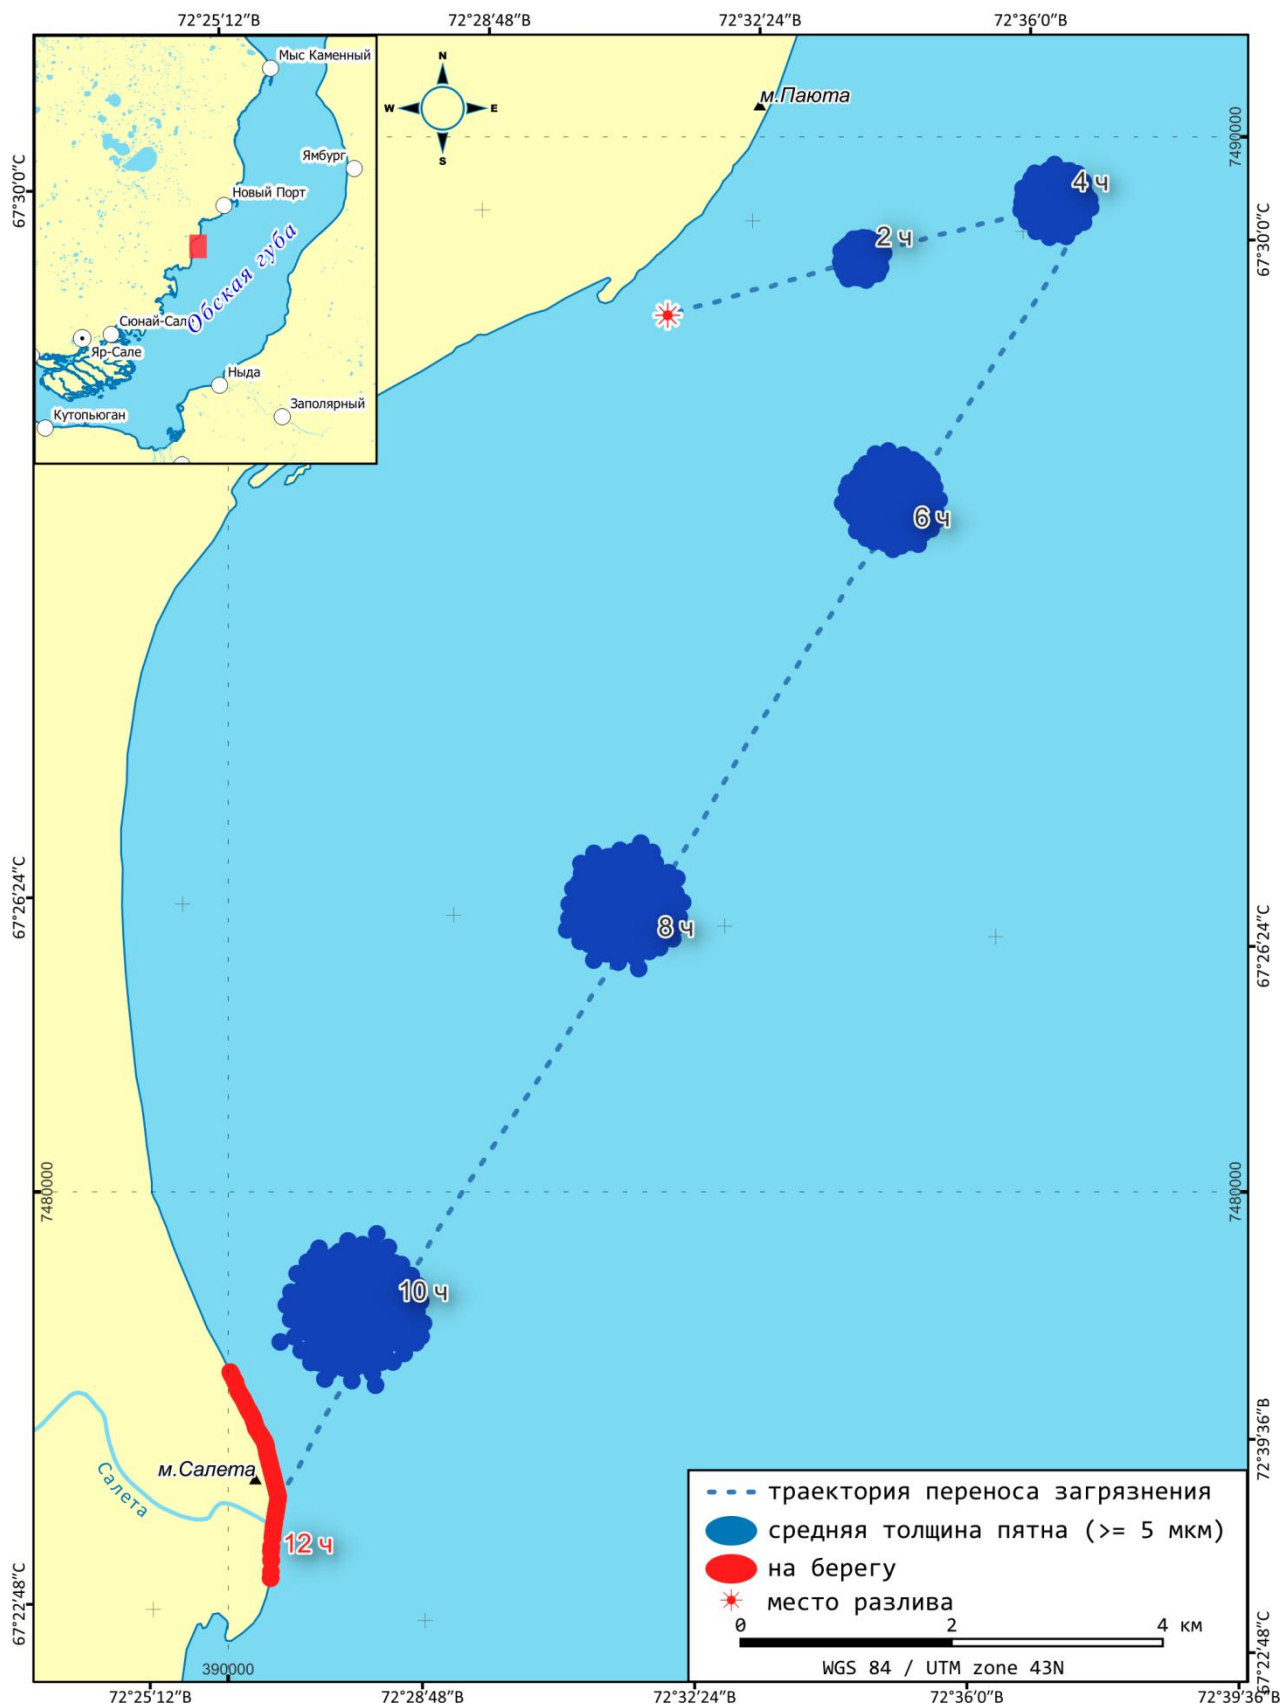 72°25′12″В
72°28′48″В
72°32′24″В
72°36′0″В
Мыс Каменный
Ямбург
Новый Порт
Обская губа
Сюнай-Сал
Яр-Сале
Ныда
Заполярный
Кутопьюган
N
W
E
S
м.Паюта
7490000
67°30′0″С
67°30′0″С
4 ч
2 ч
6 ч
67°26′24″С
67°26′24″С
8 ч
7480000
7480000
10 ч
м.Салета
Салета
12 ч
72°39′36″В
67°22′48″С
67°22′48″С
390000
траектория переноса загрязнения
средняя толщина пятна (>= 5 мкм)
на берегу
место разлива
0 2 4 км
WGS 84 / UTM zone 43N
72°25′12″В
72°28′48″В
72°32′24″В
72°36′0″В
72°39′36″В